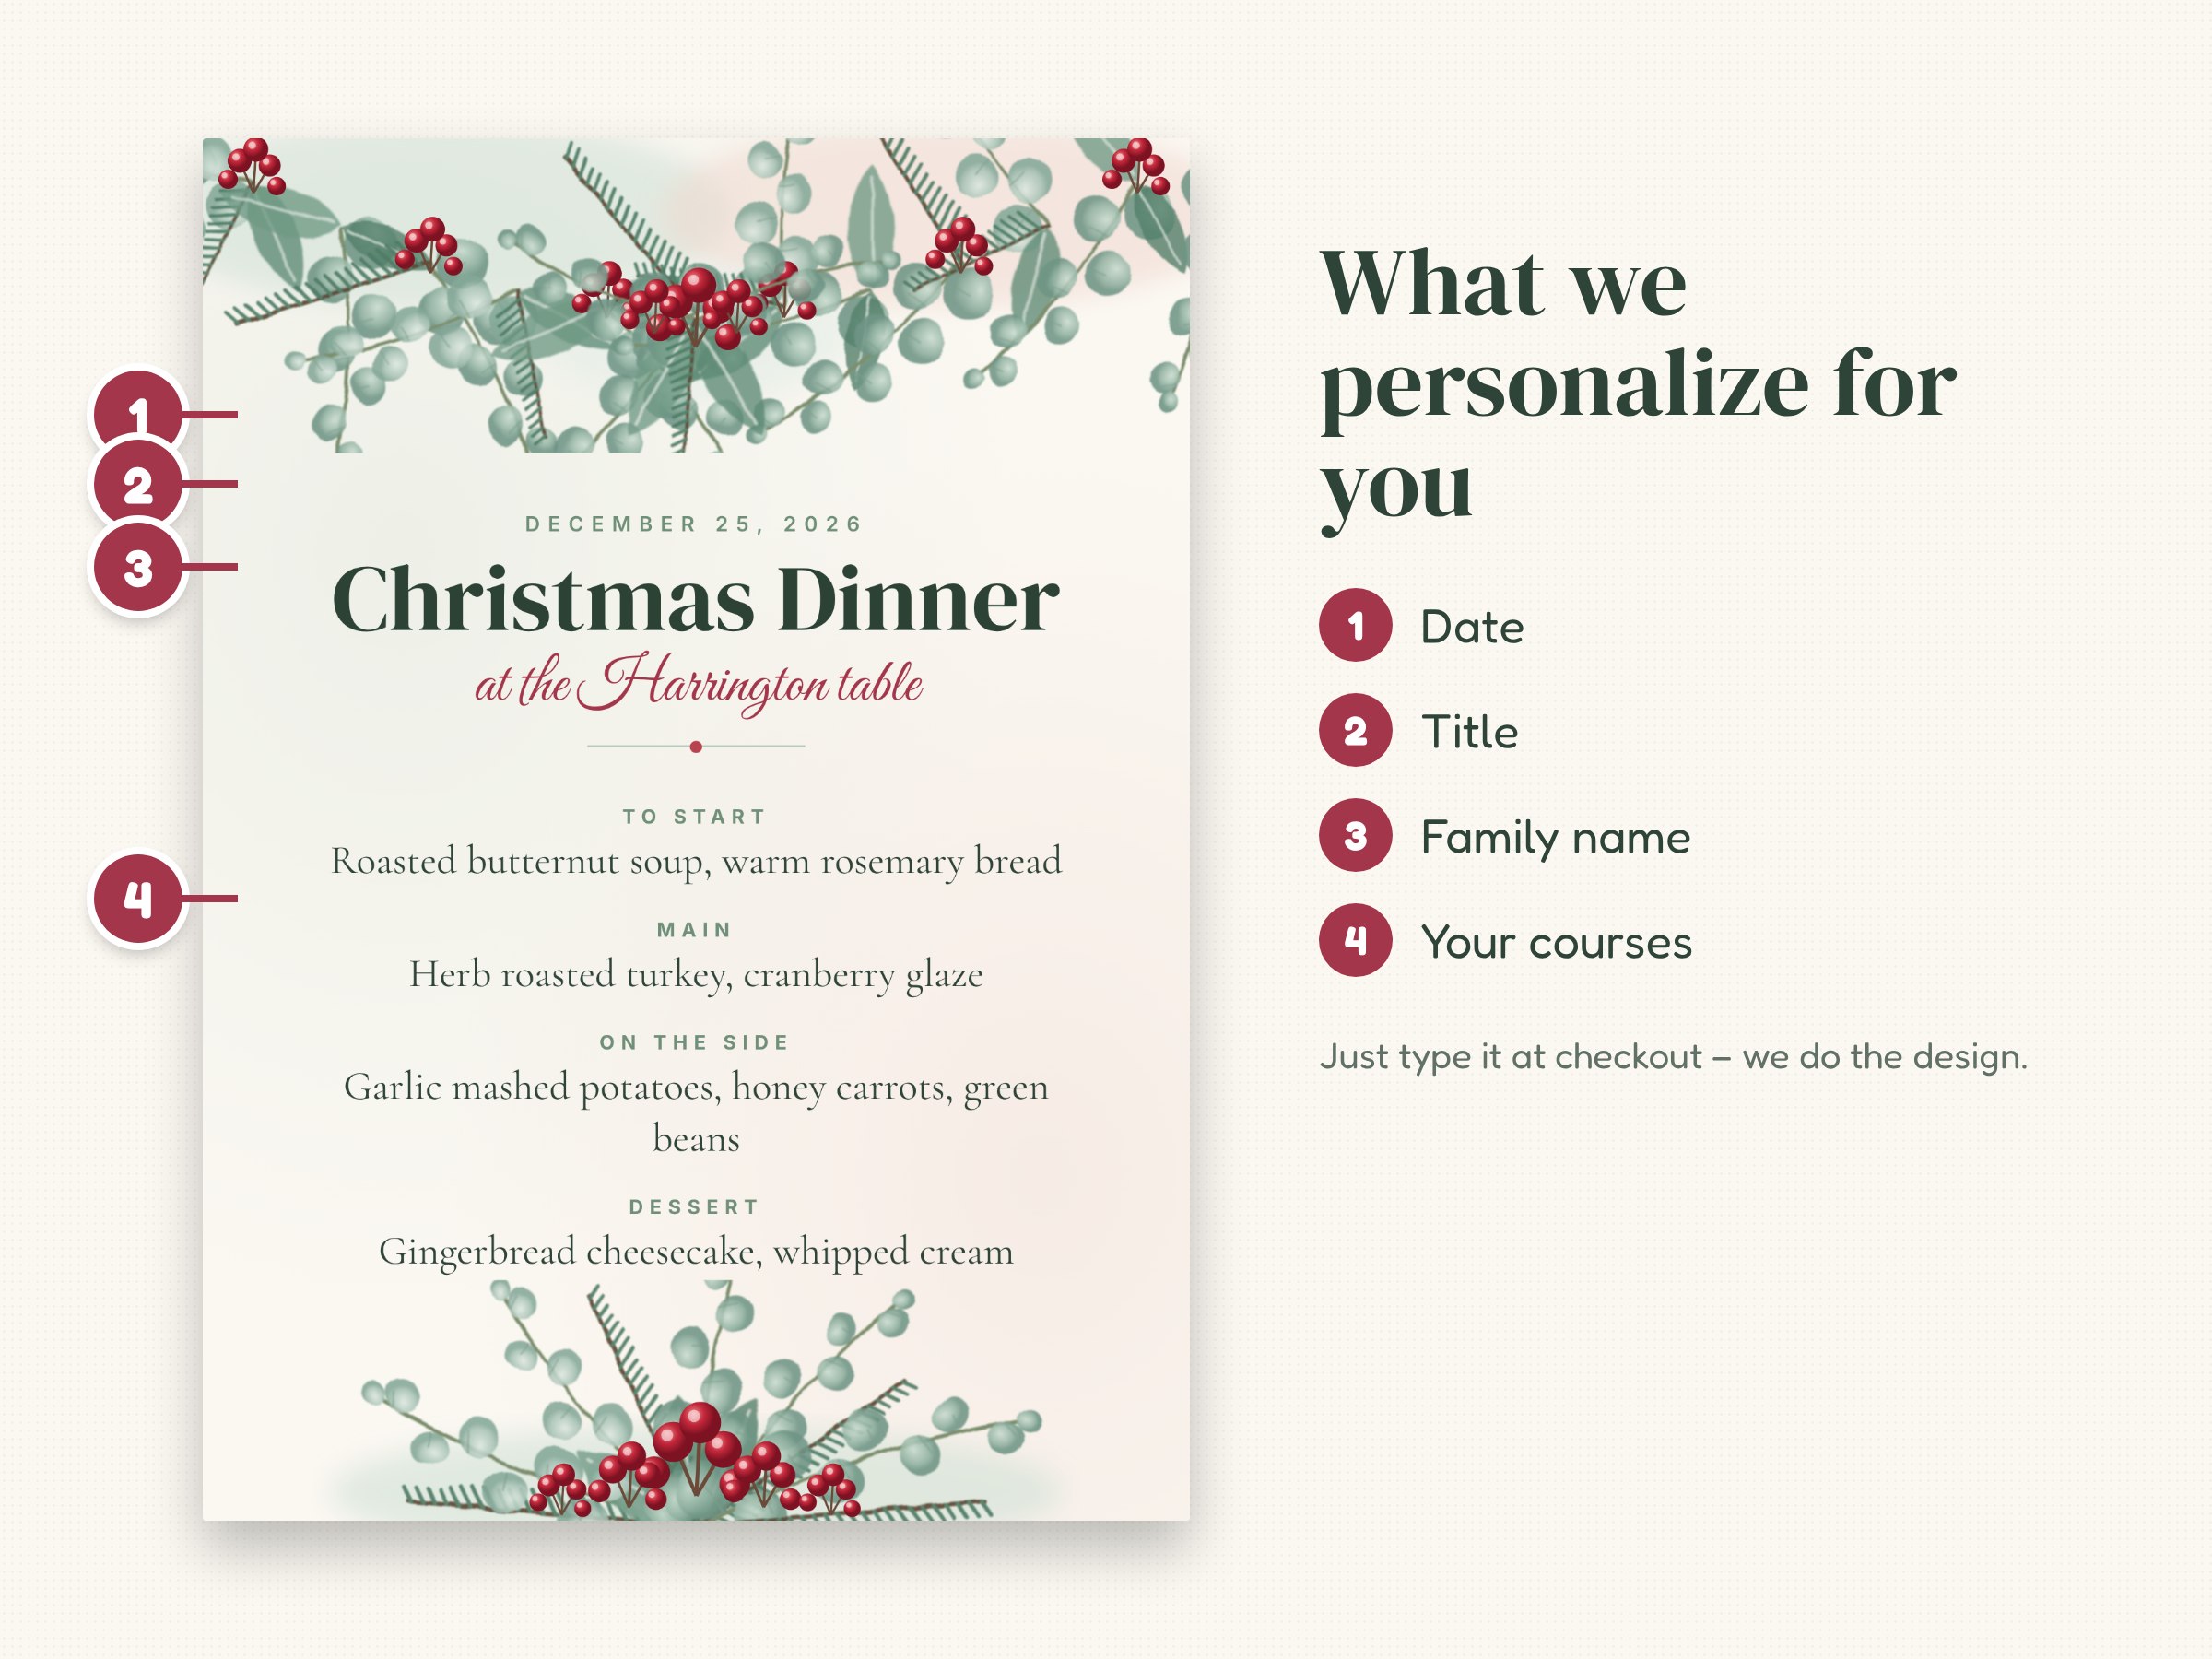 1
2
3
4
DECEMBER 25, 2026
Christmas Dinner
at the Harrington table
TO START
Roasted butternut soup, warm rosemary bread
MAIN
Herb roasted turkey, cranberry glaze
ON THE SIDE
Garlic mashed potatoes, honey carrots, green
beans
DESSERT
Gingerbread cheesecake, whipped cream
What we
personalize for
you
1 Date
2 Title
3 Family name
4 Your courses
Just type it at checkout – we do the design.